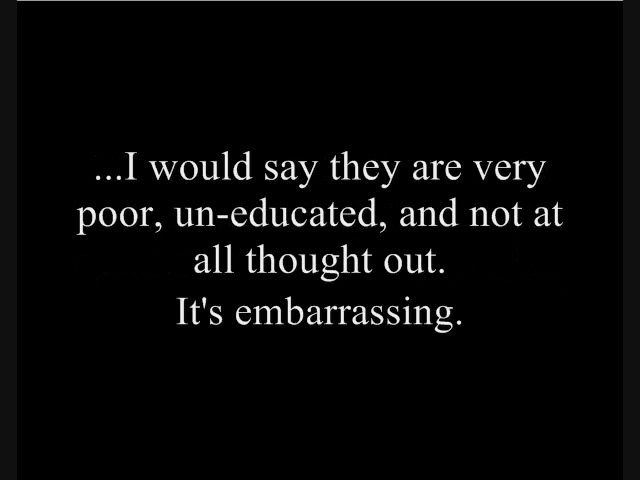 ...I would say they are very
poor, un-educated, and not at
all thought out.
It's embarrassing.